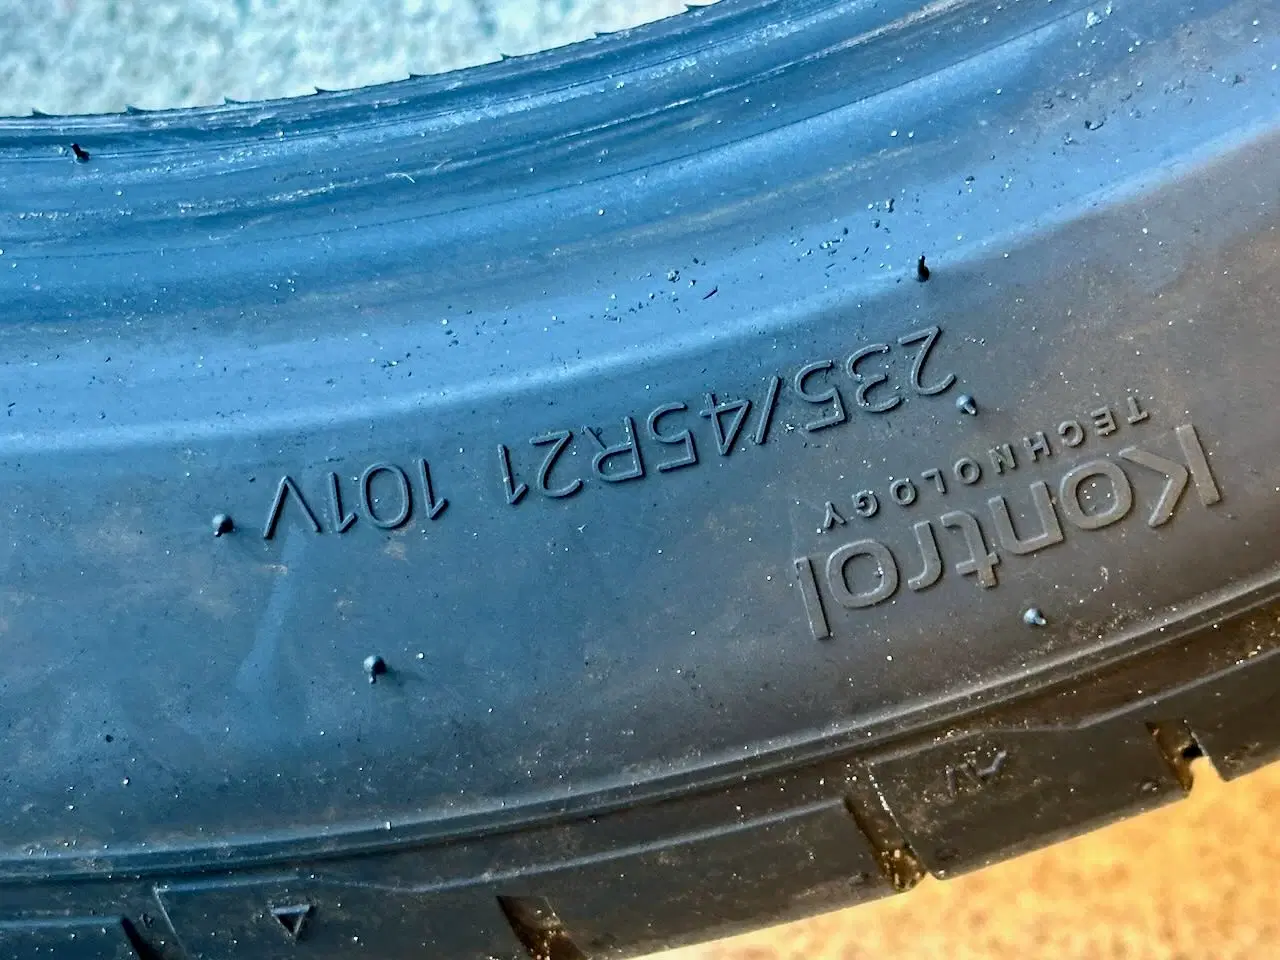 Kontrol
TECHNOLOGY
235/45R21 101V